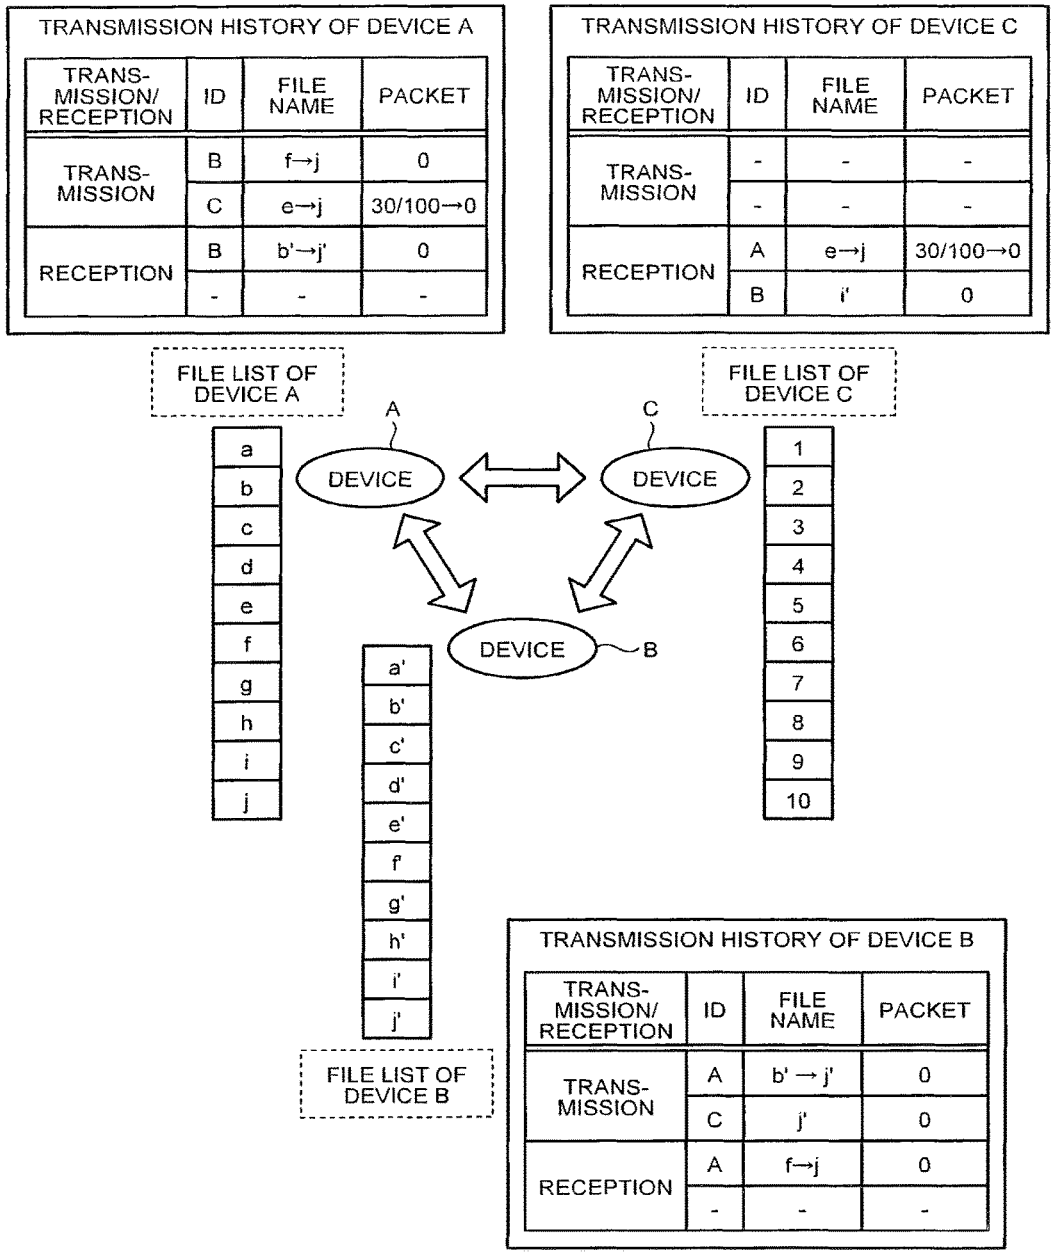 TRANSMISSION HISTORY OF DEVICE A
TRANS-
MISSION/
RECEPTION
ID
FILE
NAME
PACKET
TRANS-
MISSION
B
f→j
0
C
e→j
30/100→0
RECEPTION
B
b'→j'
0
-
-
-
TRANSMISSION HISTORY OF DEVICE C
TRANS-
MISSION/
RECEPTION
ID
FILE
NAME
PACKET
TRANS-
MISSION
-
-
-
-
-
-
RECEPTION
A
e→j
30/100→0
B
i'
0
FILE LIST OF
DEVICE A
a
b
c
d
e
f
g
h
i
j
A
DEVICE
C
DEVICE
DEVICE
B
FILE LIST OF
DEVICE C
1
2
3
4
5
6
7
8
9
10
a'
b'
c'
d'
e'
f'
g'
h'
i'
j'
FILE LIST OF
DEVICE B
TRANSMISSION HISTORY OF DEVICE B
TRANS-
MISSION/
RECEPTION
ID
FILE
NAME
PACKET
TRANS-
MISSION
A
b' → j'
0
C
j'
0
RECEPTION
A
f→j
0
-
-
-